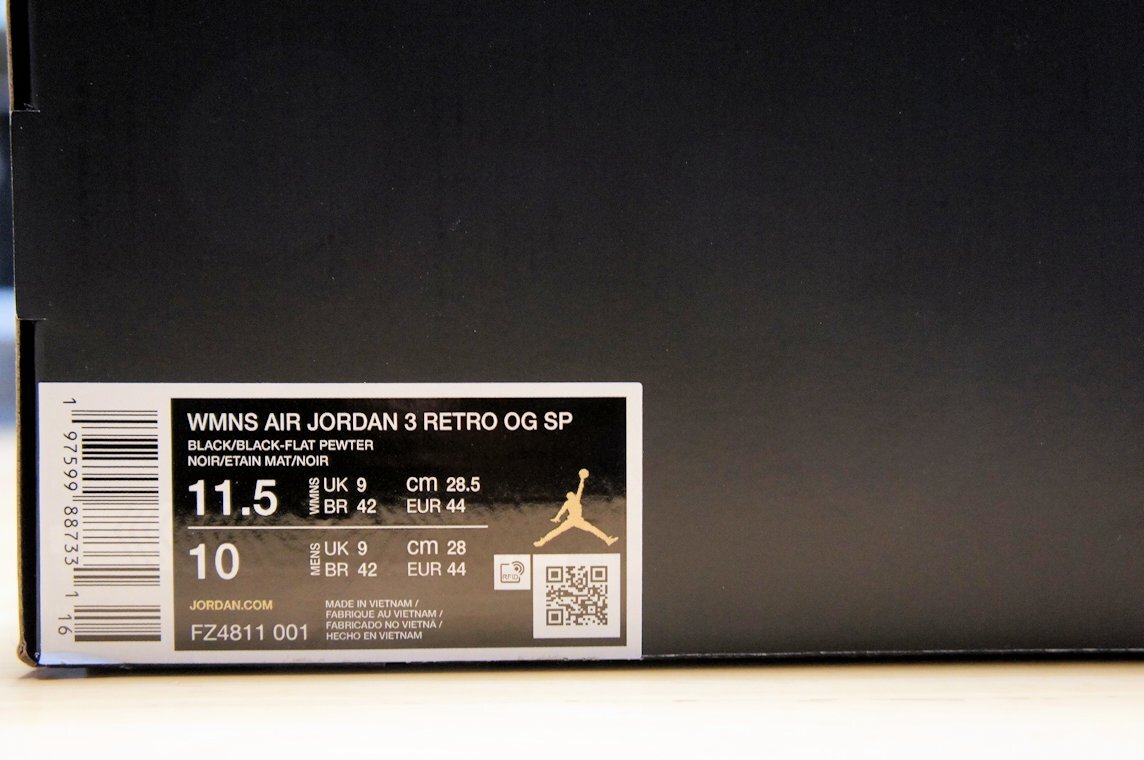 1 97599 88733 1 16
WMNS AIR JORDAN 3 RETRO OG SP
BLACK/BLACK-FLAT PEWTER
NOIR/ETAIN MAT/NOIR
11.5 WMNS UK 9 cm 28.5
BR 42 EUR 44
10 MENS UK 9 cm 28
BR 42 EUR 44
RFID
JORDAN.COM
FZ4811 001
MADE IN VIETNAM /
FABRIQUE AU VIETNAM /
FABRICADO NO VIETNÃ /
HECHO EN VIETNAM